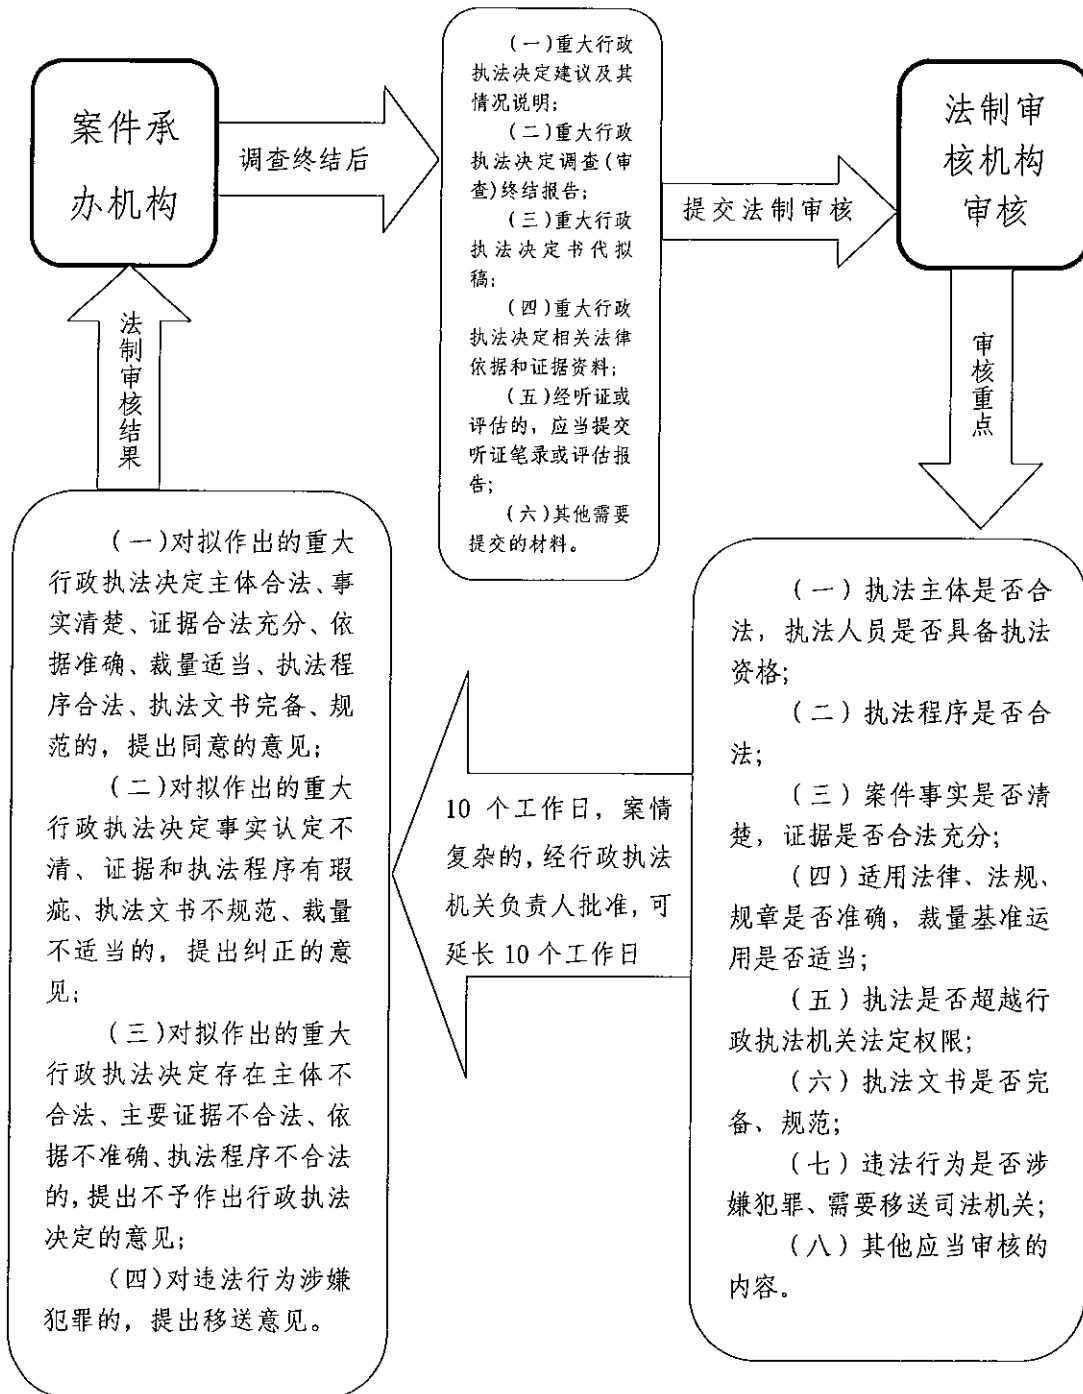 案件承
办机构
调查终结后
（一）重大行政
执法决定建议及其
情况说明；
（二）重大行政
执法决定调查（审
查）终结报告；
（三）重大行政
执法决定书代拟
稿；
（四）重大行政
执法决定相关法律
依据和证据资料；
（五）经听证或
评估的，应当提交
听证笔录或评估报
告；
（六）其他需要
提交的材料。
提交法制审核
法制审
核机构
审核
审核重点
（一）执法主体是否合
法，执法人员是否具备执法
资格；
（二）执法程序是否合
法；
（三）案件事实是否清
楚，证据是否合法充分；
（四）适用法律、法规、
规章是否准确，裁量基准运
用是否适当；
（五）执法是否超越行
政执法机关法定权限；
（六）执法文书是否完
备、规范；
（七）违法行为是否涉
嫌犯罪、需要移送司法机关；
（八）其他应当审核的
内容。
10 个工作日，案情
复杂的，经行政执法
机关负责人批准，可
延长 10 个工作日
（一）对拟作出的重大
行政执法决定主体合法、事
实清楚、证据合法充分、依
据准确、裁量适当、执法程
序合法、执法文书完备、规
范的，提出同意的意见；
（二）对拟作出的重大
行政执法决定事实认定不
清、证据和执法程序有瑕
疵、执法文书不规范、裁量
不适当的，提出纠正的意
见；
（三）对拟作出的重大
行政执法决定存在主体不
合法、主要证据不合法、依
据不准确、执法程序不合法
的，提出不予作出行政执法
决定的意见；
（四）对违法行为涉嫌
犯罪的，提出移送意见。
法制审核结果